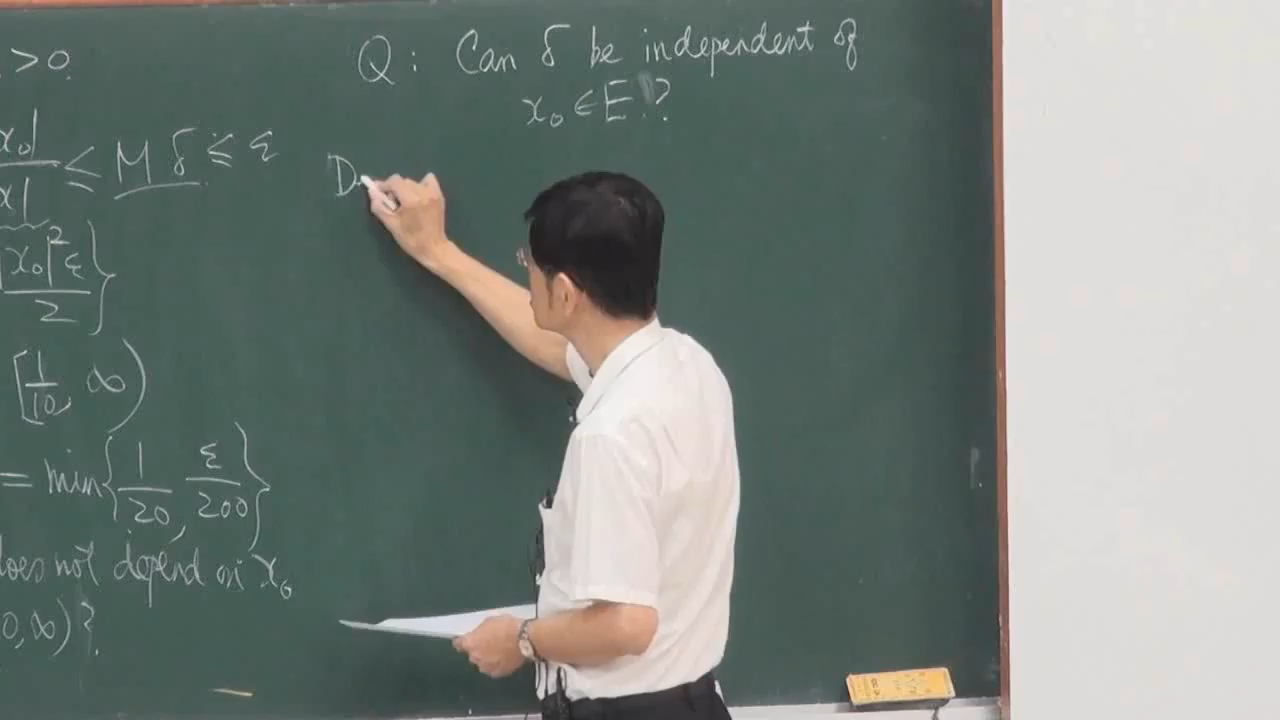 > 0.
Q: Can δ be independent of
x₀ ∈ E!?
x₀|
x|
≤ M δ ≤ ε
|x₀|² ε
2
}
[1/10, ∞)
= min{1/20, ε/200}
does not depend on x₀
0, ∞)?
D